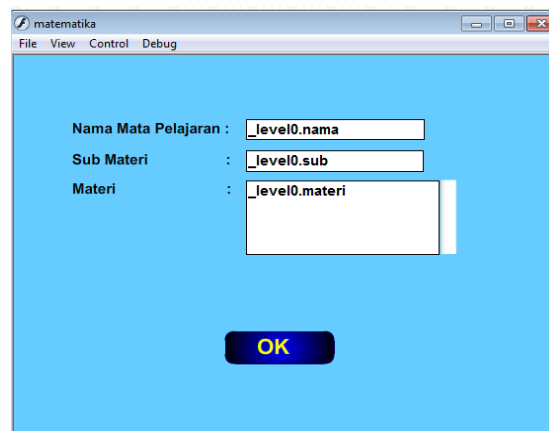 matematika
File View Control Debug
Nama Mata Pelajaran : _level0.nama
Sub Materi : _level0.sub
Materi : _level0.materi
OK